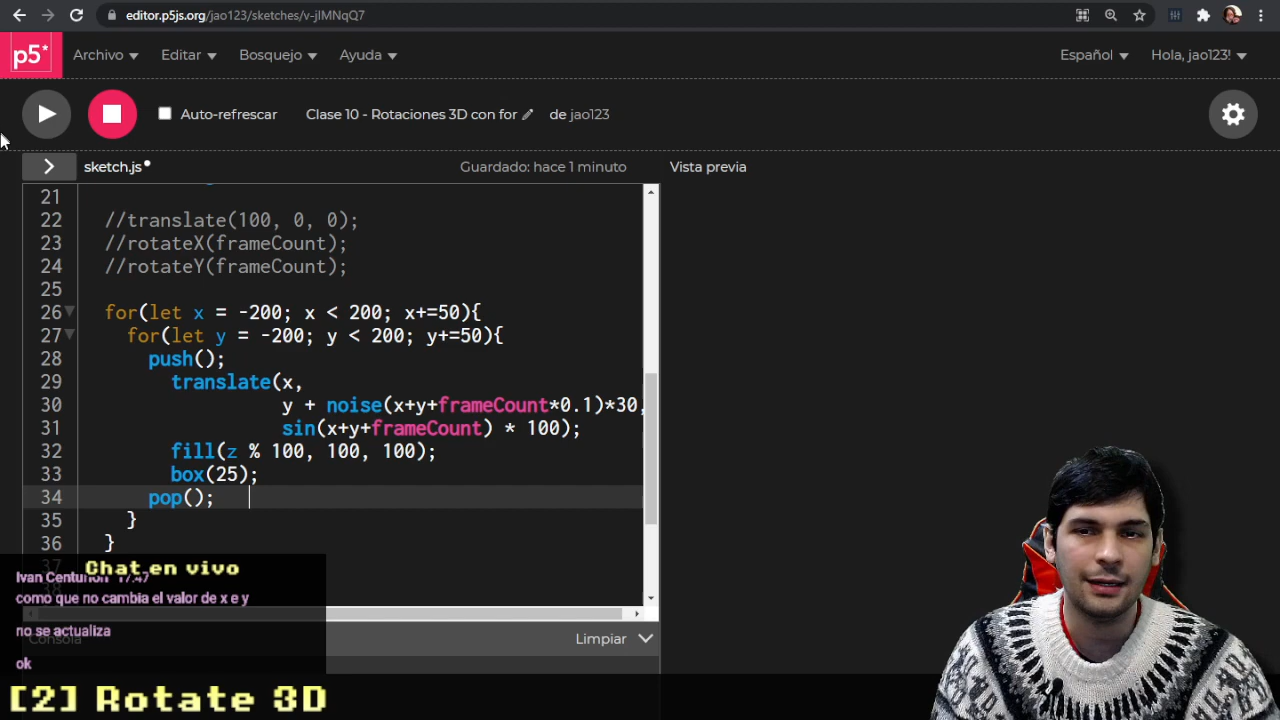 editor.p5js.org/jao123/sketches/v-jIMNqQ7
p5*
Archivo
Editar
Bosquejo
Ayuda
Español
Hola, jao123!
Auto-refrescar
Clase 10 - Rotaciones 3D con for
de jao123
sketch.js
Guardado: hace 1 minuto
Vista previa
21
22 //translate(100, 0, 0);
23 //rotateX(frameCount);
24 //rotateY(frameCount);
25
26 for(let x = -200; x < 200; x+=50){
27 for(let y = -200; y < 200; y+=50){
28 push();
29 translate(x,
30 y + noise(x+y+frameCount*0.1)*30,
31 sin(x+y+frameCount) * 100);
32 fill(z % 100, 100, 100);
33 box(25);
34 pop();
35 }
36 }
Chat en vivo
Ivan Centurion 17:47
como que no cambia el valor de x e y
no se actualiza
Consola
Limpiar
ok
[2] Rotate 3D